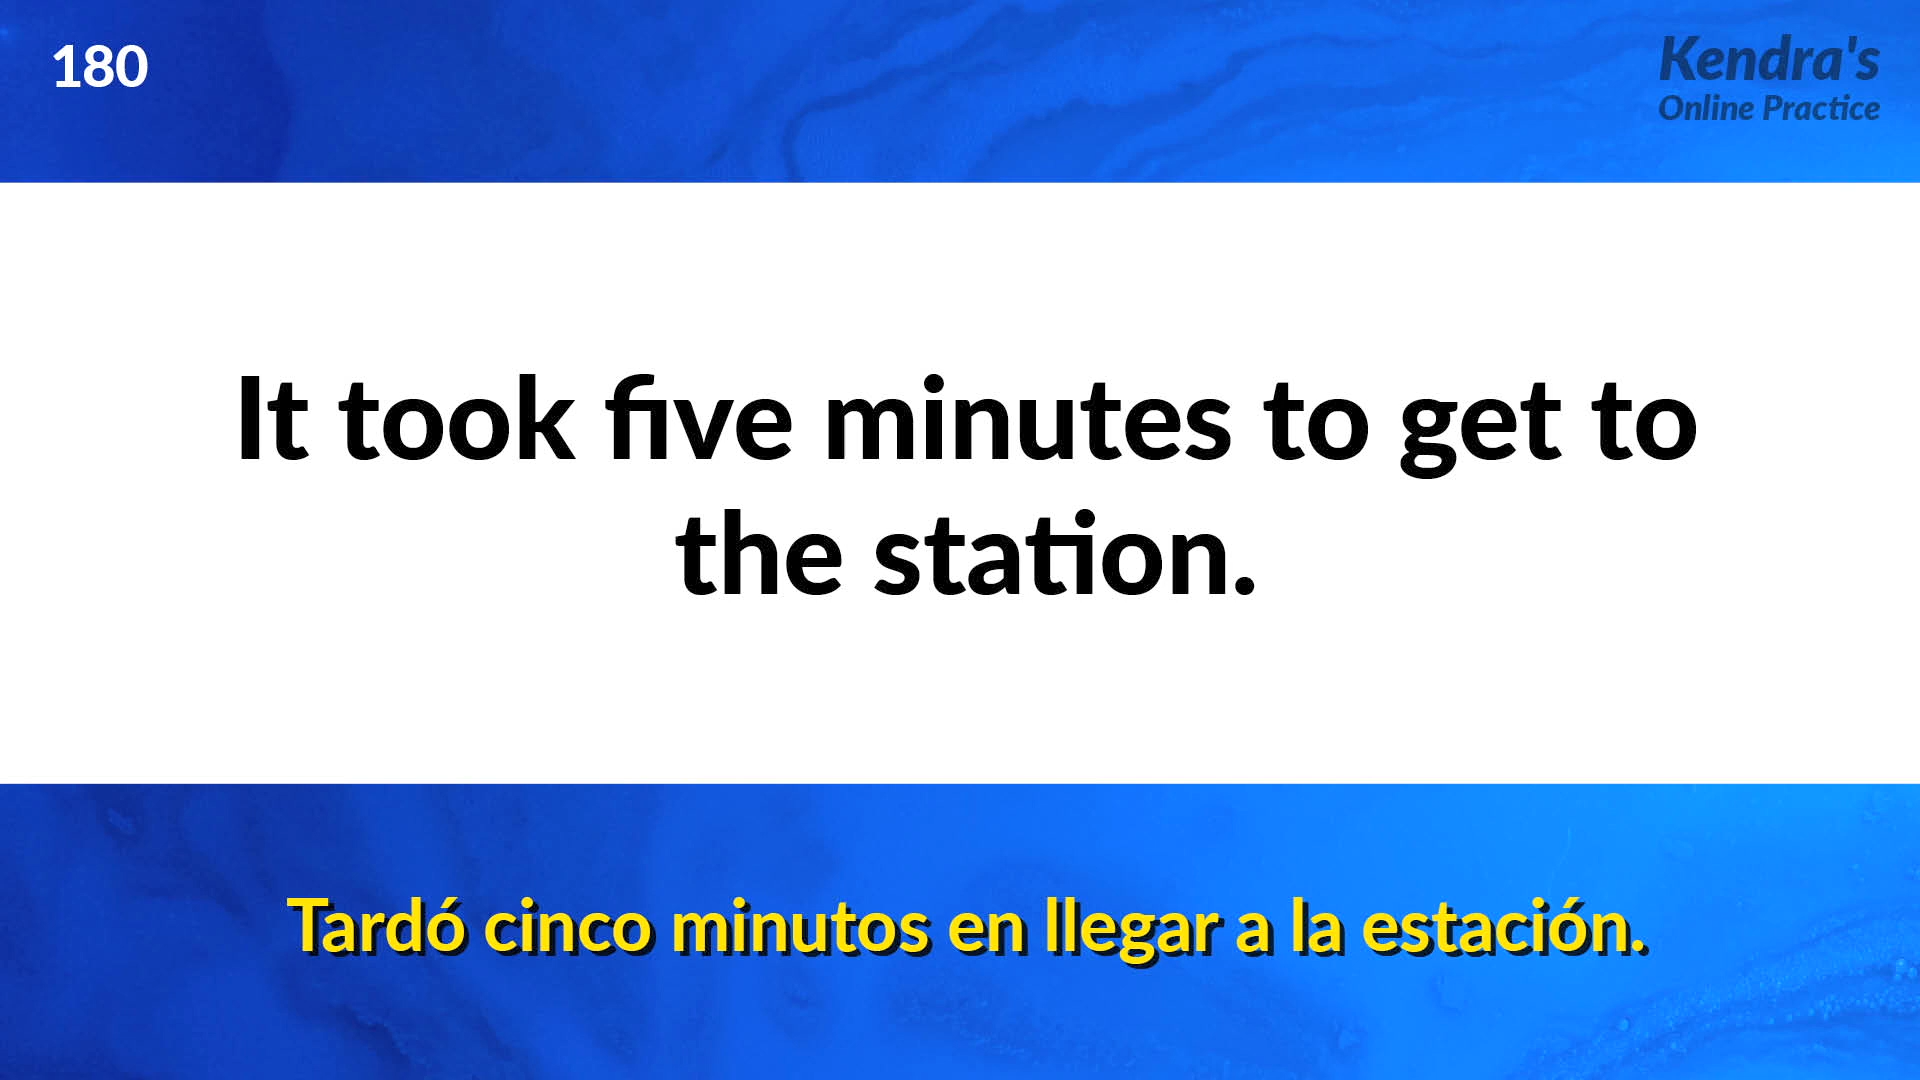 180
Kendra's
Online Practice
It took five minutes to get to
the station.
Tardó cinco minutos en llegar a la estación.